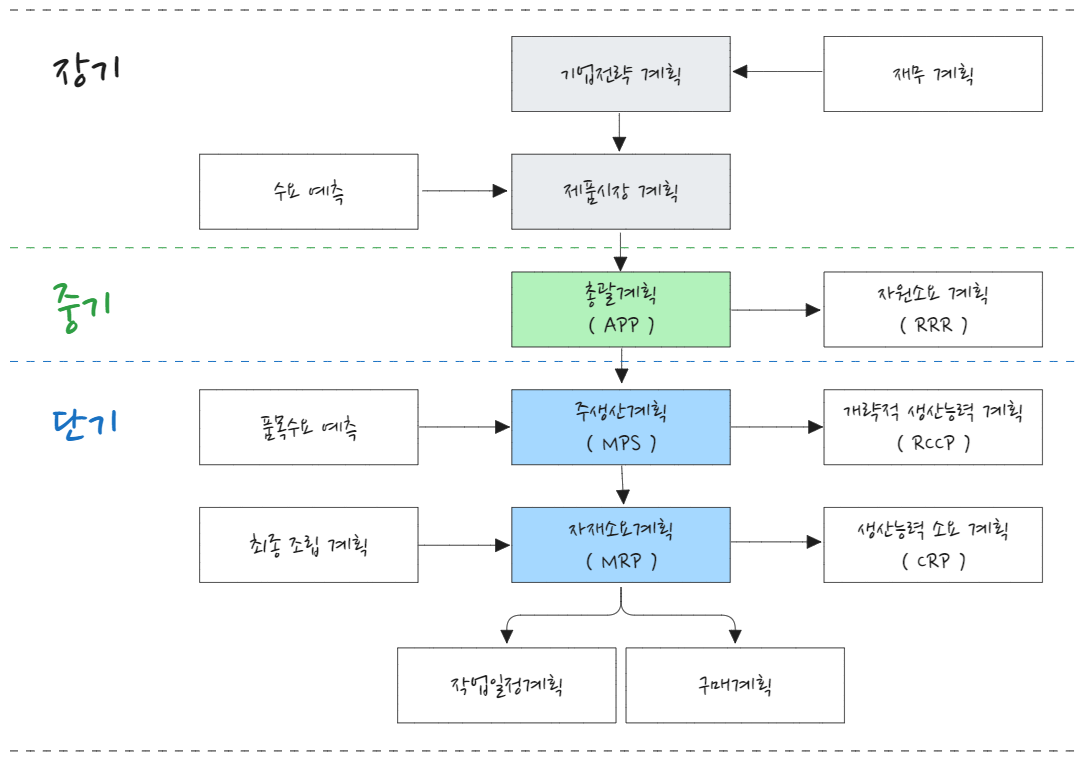 장기
기업전략 계획
재무 계획
수요 예측
제품시장 계획
중기
총괄계획
( APP )
자원소요 계획
( RRR )
단기
품목수요 예측
주생산계획
( MPS )
개략적 생산능력 계획
( RCCP )
최종 조립 계획
자재소요계획
( MRP )
생산능력 소요 계획
( CRP )
작업일정계획
구매계획